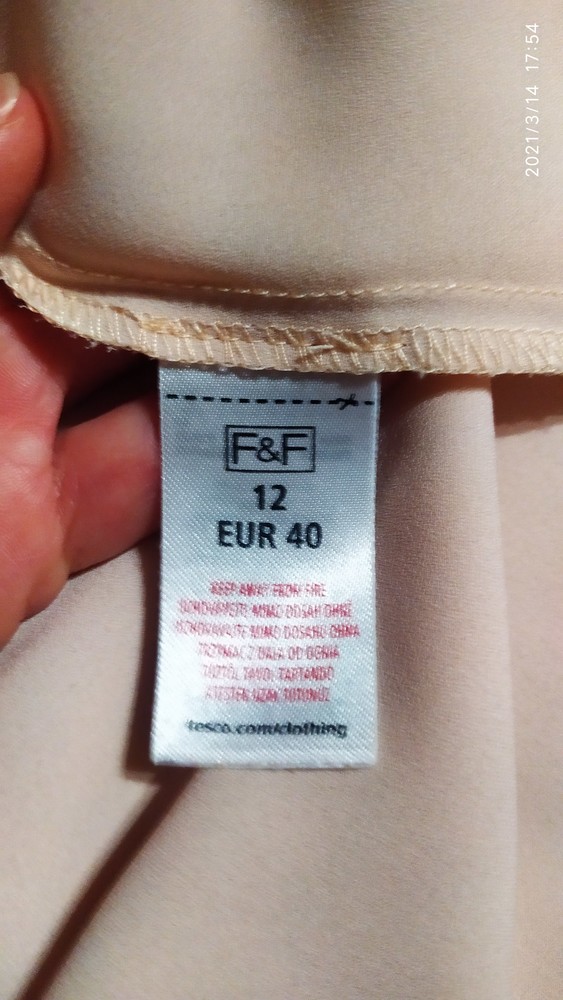 2021/3/14 17:54
F&F
12
EUR 40
KEEP AWAY FROM FIRE
UCHOVÁVEJTE MIMO DOSAH OHNĚ
UCHOVÁVAJTE MIMO DOSAHU OHŇA
TRZYMAĆ Z DALA OD OGNIA
TŰZTŐL TÁVOL TARTANDÓ
ATEŞTEN UZAK TUTUNUZ
tesco.com/clothing